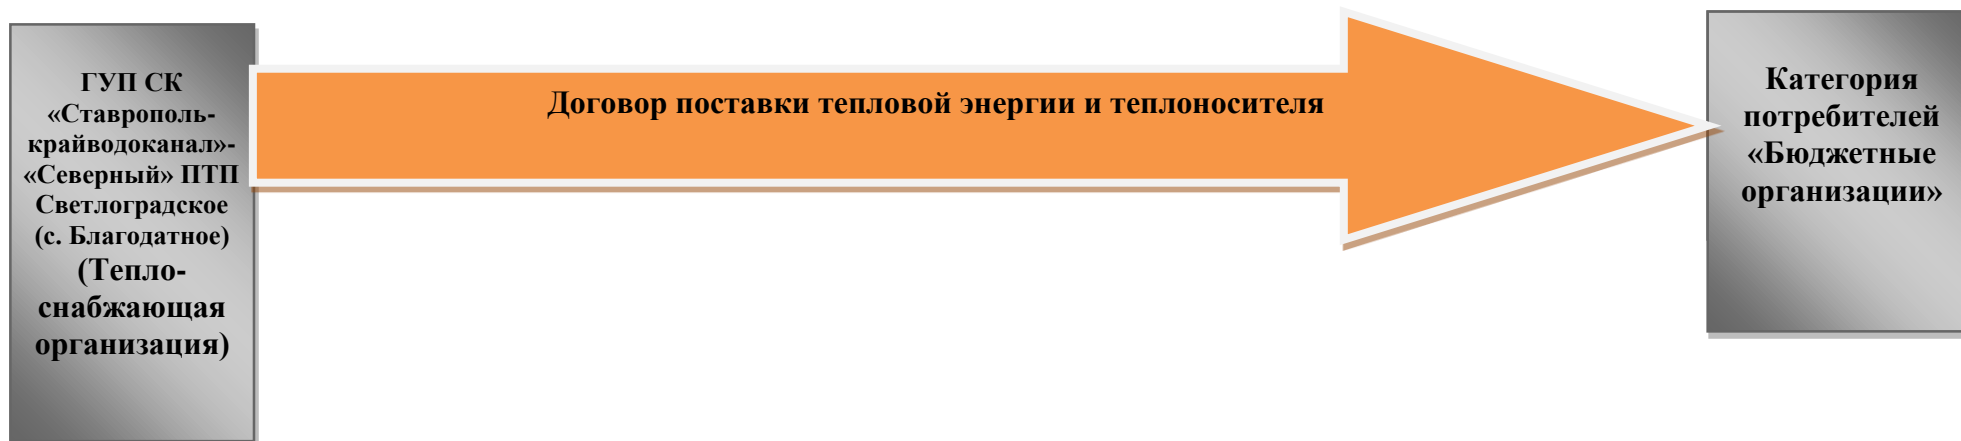 ГУП СК
«Ставрополь-
крайводоканал»-
«Северный» ПТП
Светлоградское
(с. Благодатное)
(Тепло-
снабжающая
организация)
Договор поставки тепловой энергии и теплоносителя
Категория
потребителей
«Бюджетные
организации»